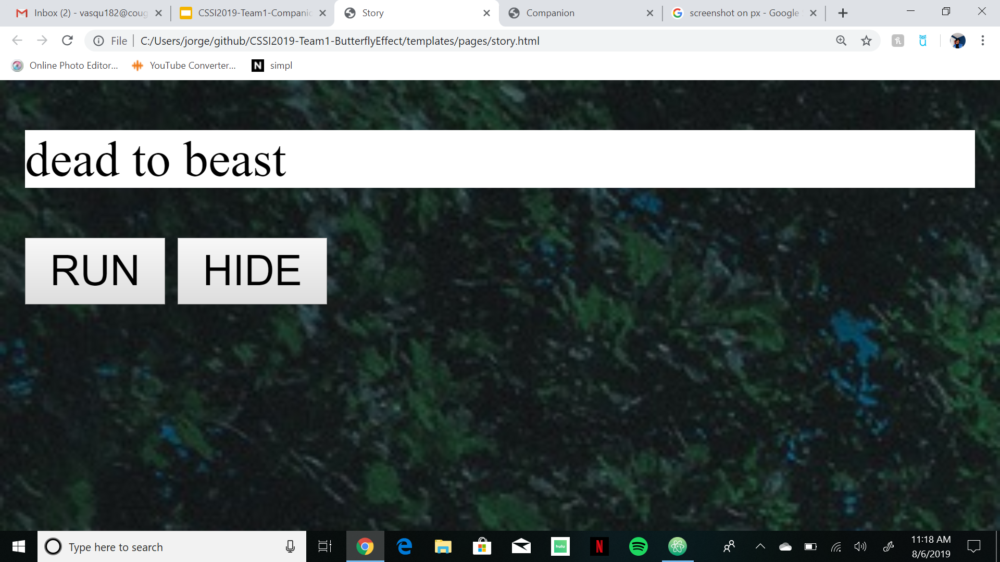 Inbox (2) - vasqu182@coug
CSSI2019-Team1-Companio
Story
Companion
screenshot on px - Google
File
C:/Users/jorge/github/CSSI2019-Team1-ButterflyEffect/templates/pages/story.html
Online Photo Editor...
YouTube Converter...
N
simpl
dead to beast
RUN
HIDE
Type here to search
hulu
N
11:18 AM
8/6/2019